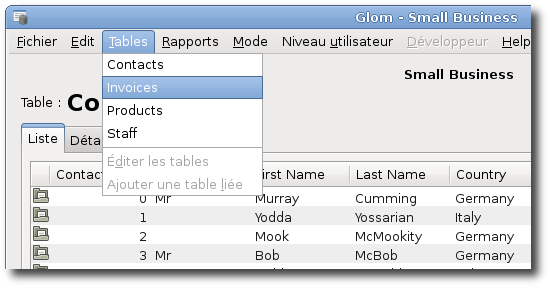 Glom - Small Business
Fichier Edit Tables Rapports Mode Niveau utilisateur Développeur Help
Contacts
Small Business
Invoices
Table : Co
Products
Staff
Liste Déta
Éditer les tables
Ajouter une table liée
Contac First Name Last Name Country
0 Mr Murray Cumming Germany
1 Yodda Yossarian Italy
2 Mook McMookity Germany
3 Mr Bob McBob Germany